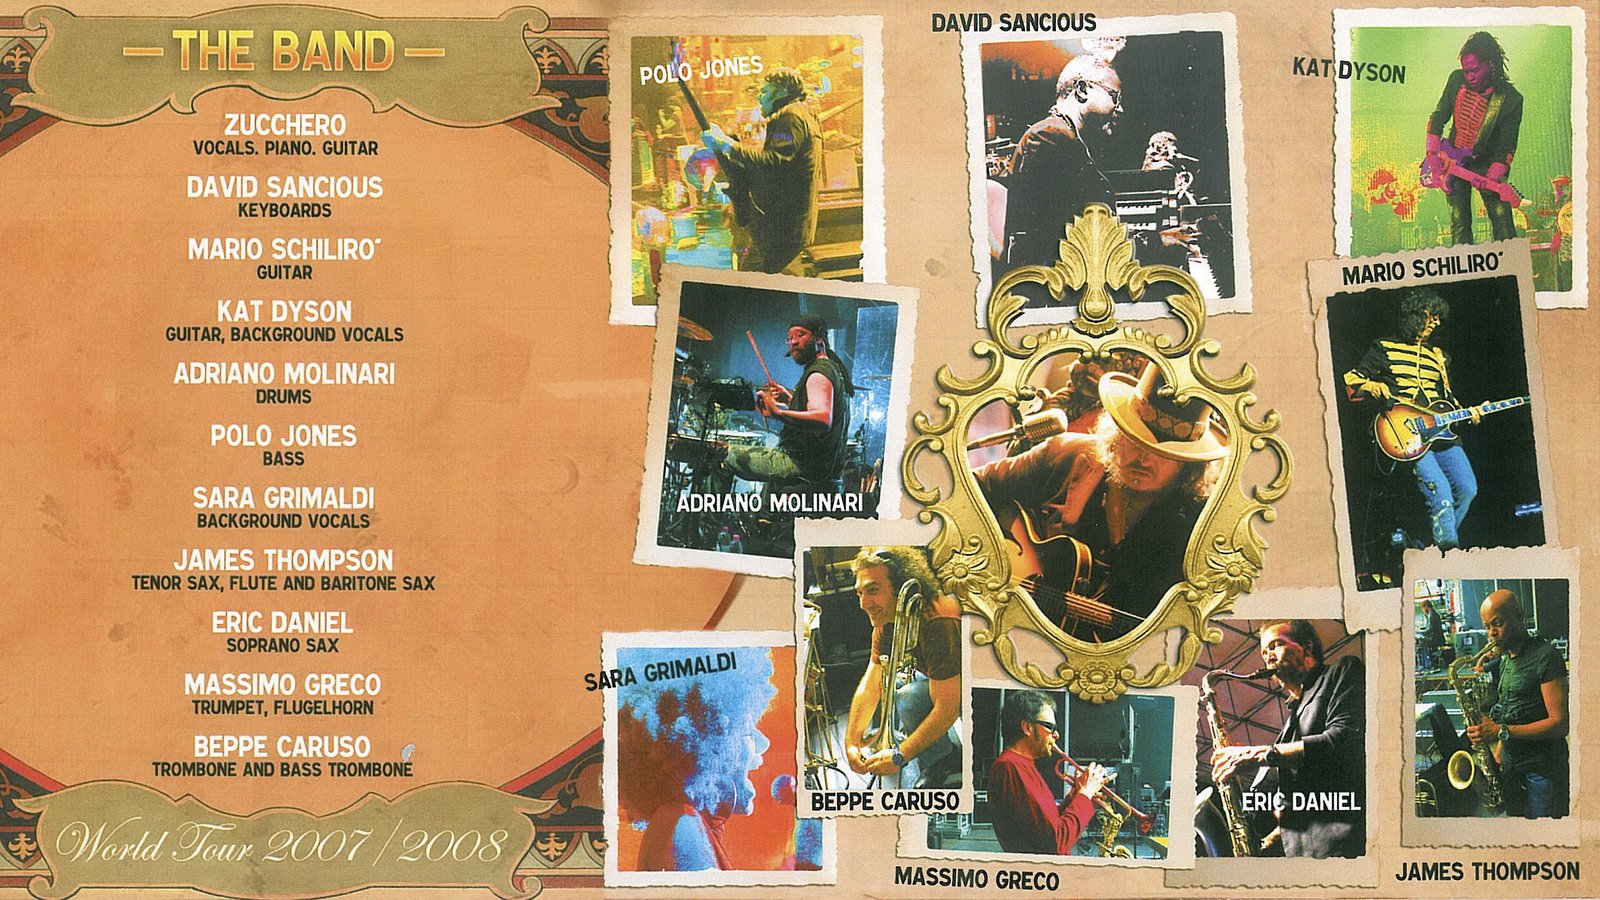 — THE BAND —
ZUCCHERO
VOCALS. PIANO. GUITAR
DAVID SANCIOUS
KEYBOARDS
MARIO SCHILIRO˝
GUITAR
KAT DYSON
GUITAR, BACKGROUND VOCALS
ADRIANO MOLINARI
DRUMS
POLO JONES
BASS
SARA GRIMALDI
BACKGROUND VOCALS
JAMES THOMPSON
TENOR SAX, FLUTE AND BARITONE SAX
ERIC DANIEL
SOPRANO SAX
MASSIMO GRECO
TRUMPET, FLUGELHORN
BEPPE CARUSO
TROMBONE AND BASS TROMBONE
World Tour 2007/2008
POLO JONES
DAVID SANCIOUS
KAT DYSON
MARIO SCHILIRO˝
ADRIANO MOLINARI
SARA GRIMALDI
BEPPE CARUSO
ERIC DANIEL
MASSIMO GRECO
JAMES THOMPSON